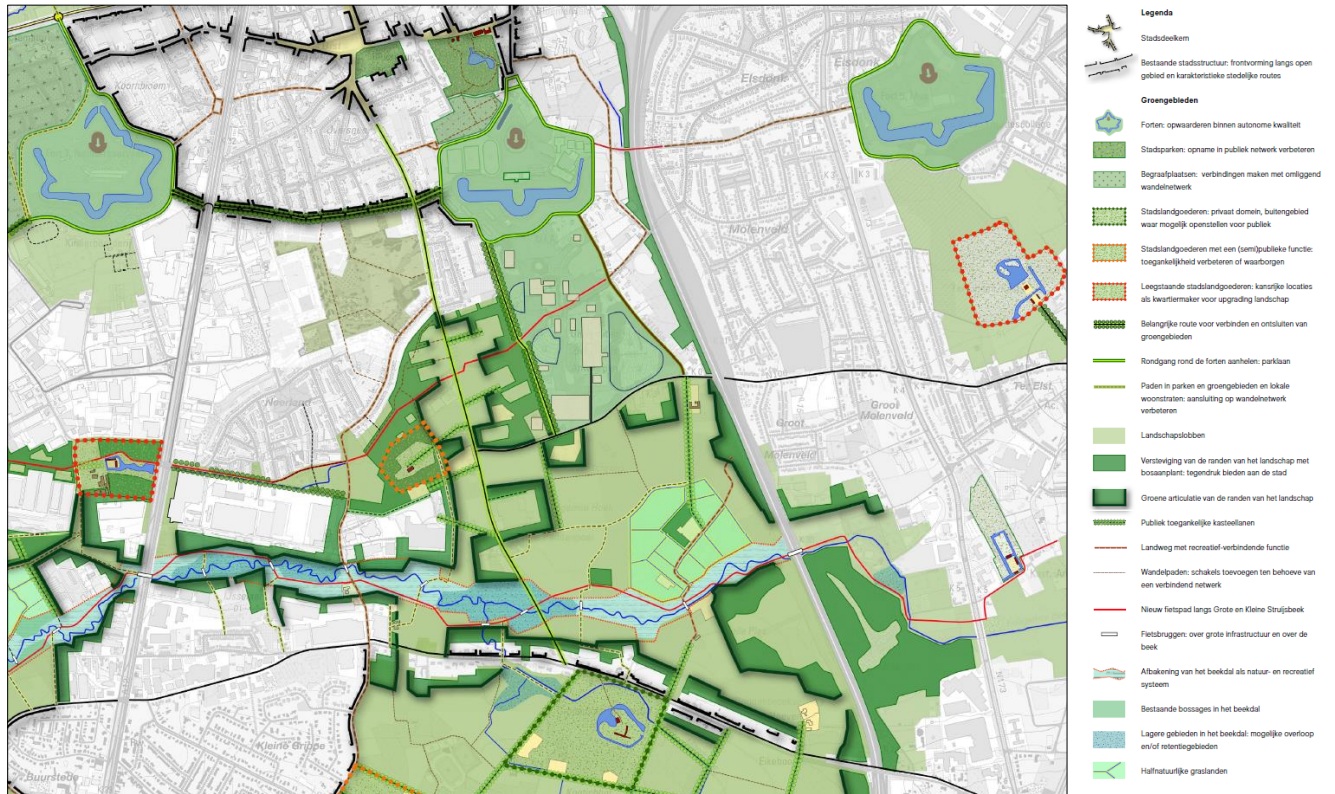 Koornbloem
Elsdonk
Elsdonk
Molenveld
Neerland
Groot
Molenveld
Groot
Molenveld
Ter Elst
Kleine Grippe
Buurstede
Legenda
Stadsdeelkern
Bestaande stadsstructuur: frontvorming langs open
gebied en karakteristieke stedelijke routes
Groengebieden
Forten: opwaarderen binnen autonome kwaliteit
Stadsparken: opname in publiek netwerk verbeteren
Begraafplaatsen: verbindingen maken met omliggend
wandelnetwerk
Stadslandgoederen: privaat domein, buitengebied
waar mogelijk openstellen voor publiek
Stadslandgoederen met een (semi)publieke functie:
toegankelijkheid verbeteren of waarborgen
Leegstaande stadslandgoederen: kansrijke locaties
als kwartiermaker voor upgrading landschap
Belangrijke route voor verbinden en ontsluiten van
groengebieden
Rondgang rond de forten aanhelen: parklaan
Paden in parken en groengebieden en lokale
woonstraten: aansluiting op wandelnetwerk
verbeteren
Landschapslobben
Versteviging van de randen van het landschap met
bosaanplant: tegendruk bieden aan de stad
Groene articulatie van de randen van het landschap
Publiek toegankelijke kasteellanen
Landweg met recreatief-verbindende functie
Wandelpaden: schakels toevoegen ten behoeve van
een verbindend netwerk
Nieuw fietspad langs Grote en Kleine Struijsbeek
Fietsbruggen: over grote infrastructuur en over de
beek
Afbakening van het beekdal als natuur- en recreatief
systeem
Bestaande bossages in het beekdal
Lagere gebieden in het beekdal: mogelijke overloop
en/of retentiegebieden
Halfnatuurlijke graslanden